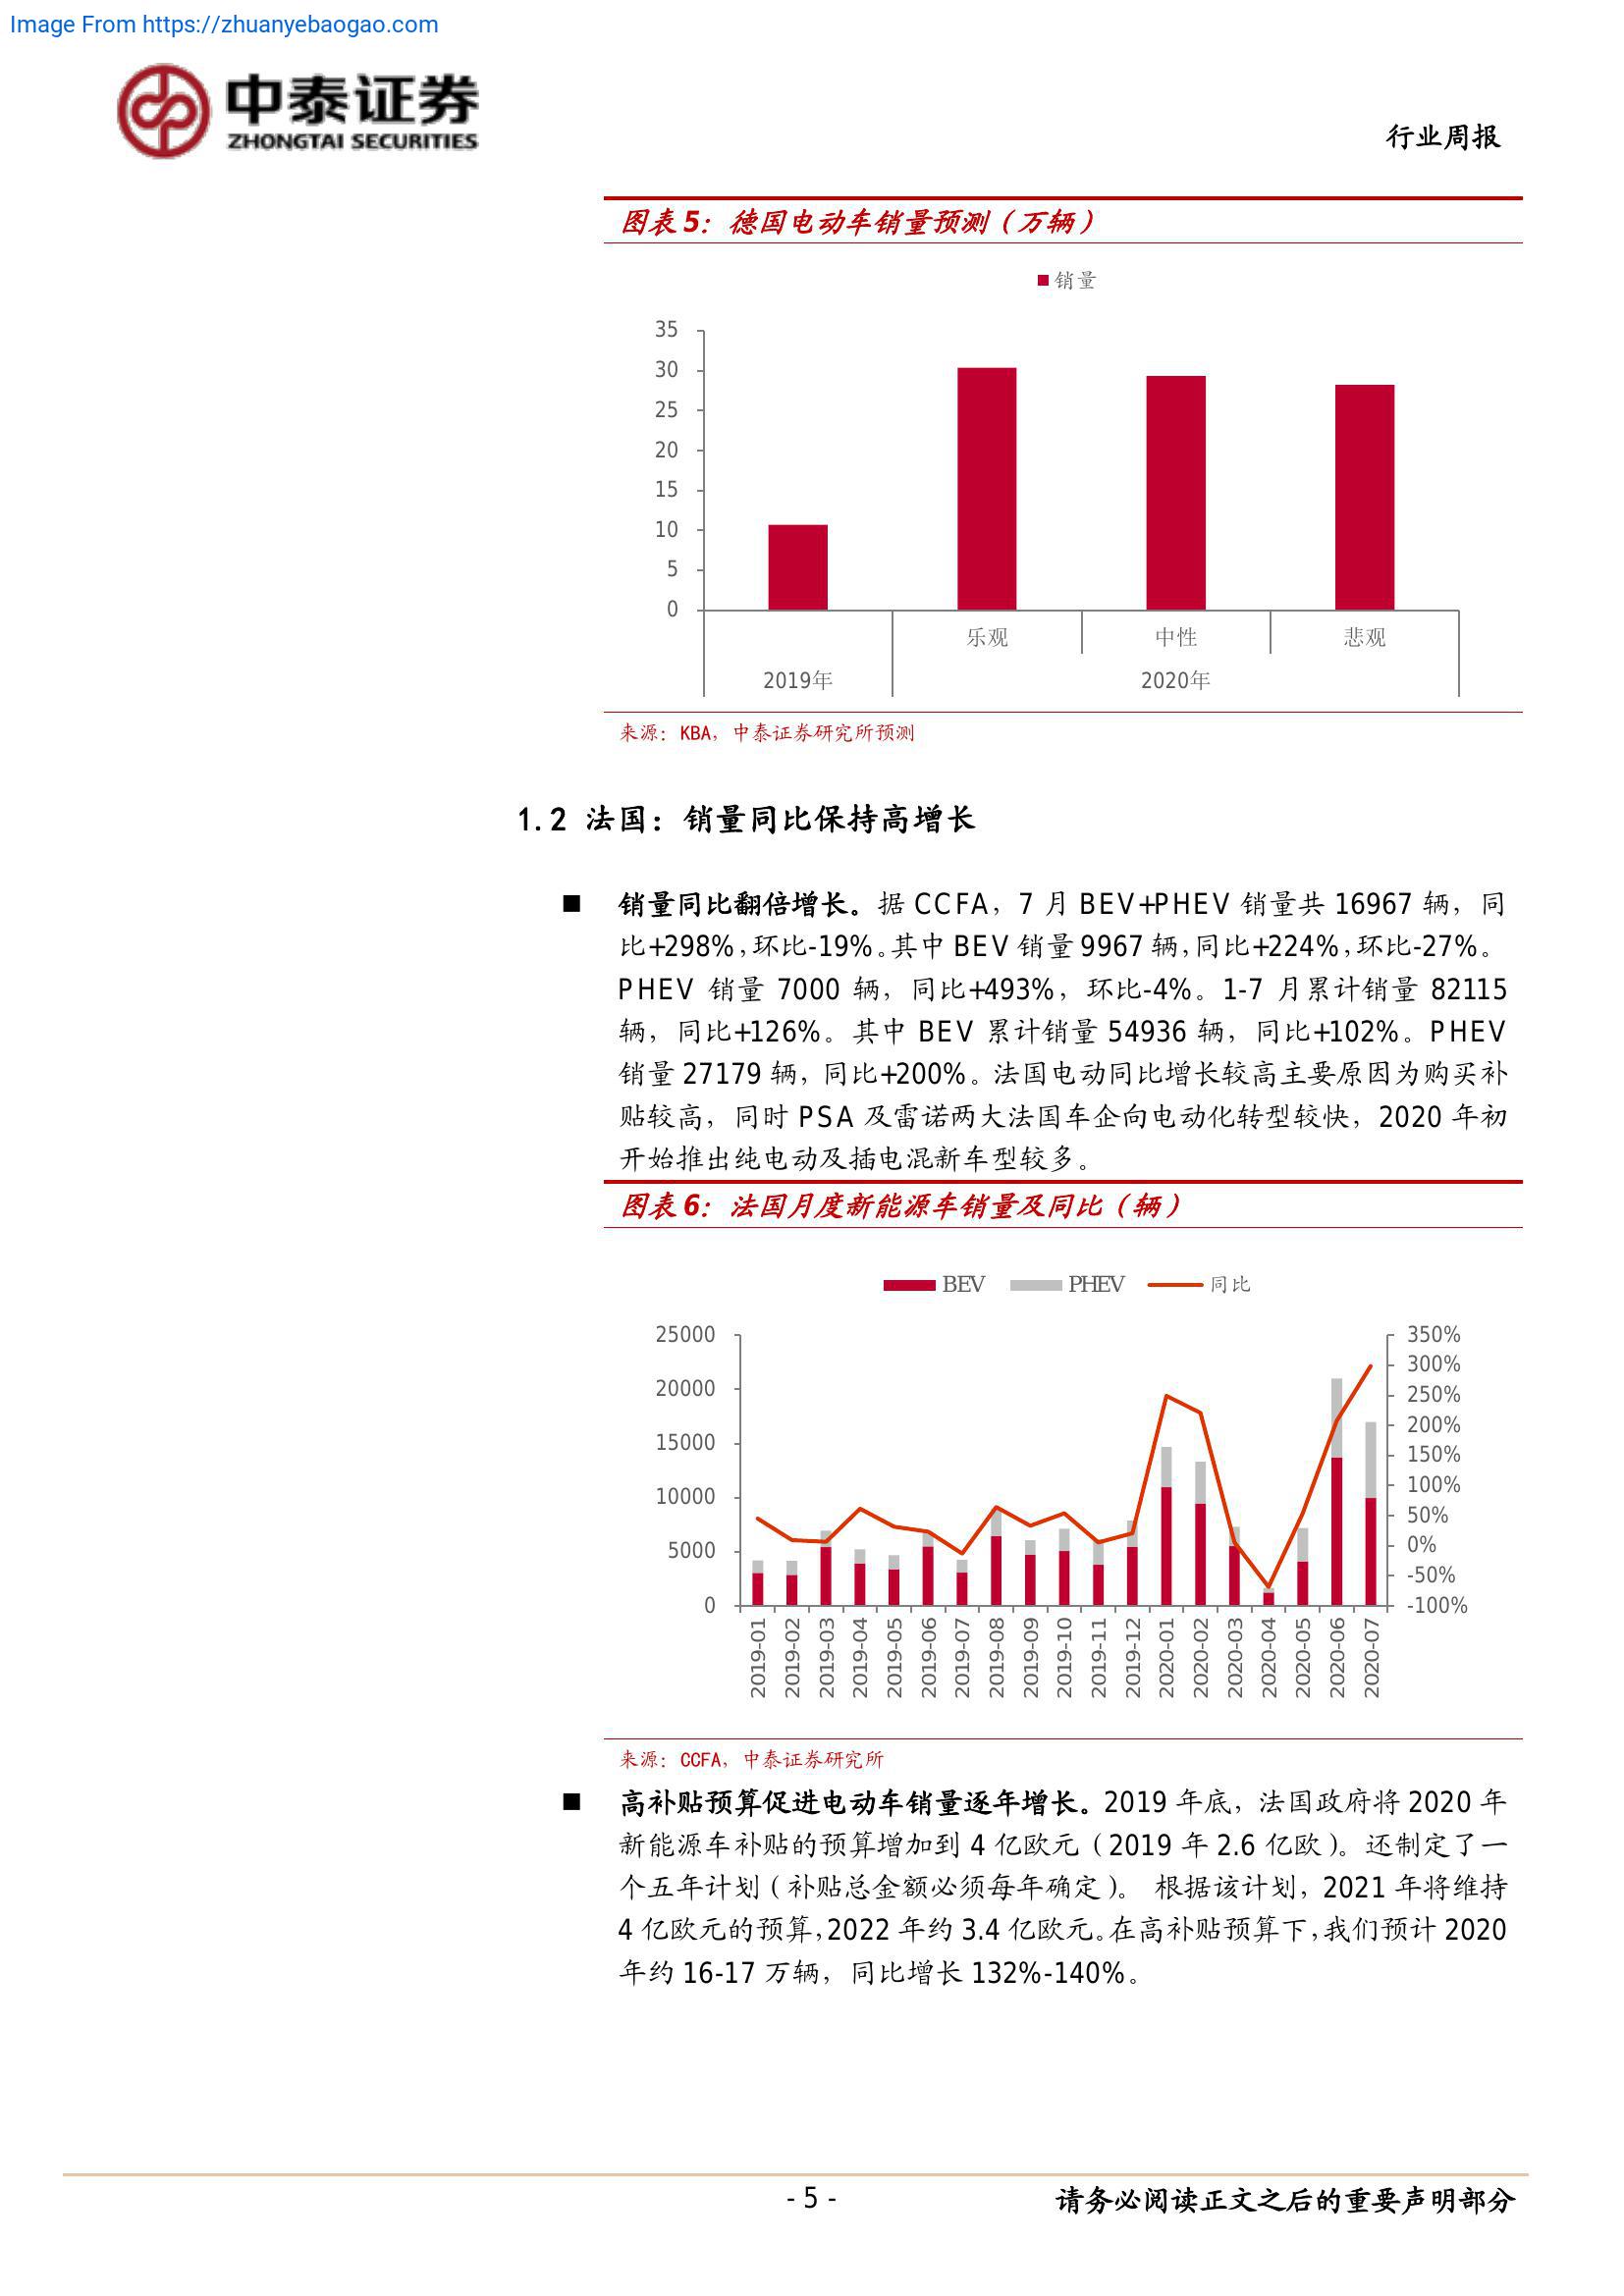 Image From https://zhuanyebaogao.com
中泰证券
ZHONGTAI SECURITIES
行业周报
图表5：德国电动车销量预测（万辆）
销量
35
30
25
20
15
10
5
0
乐观 中性 悲观
2019年 2020年
来源：KBA，中泰证券研究所预测
1.2 法国：销量同比保持高增长
■ 销量同比翻倍增长。据 CCFA，7 月 BEV+PHEV 销量共 16967 辆，同
比+298%，环比-19%。其中 BEV 销量 9967 辆，同比+224%，环比-27%。
PHEV 销量 7000 辆，同比+493%，环比-4%。1-7 月累计销量 82115
辆，同比+126%。其中 BEV 累计销量 54936 辆，同比+102%。PHEV
销量 27179 辆，同比+200%。法国电动同比增长较高主要原因为购买补
贴较高，同时 PSA 及雷诺两大法国车企向电动化转型较快，2020 年初
开始推出纯电动及插电混新车型较多。
图表6：法国月度新能源车销量及同比（辆）
BEV PHEV 同比
25000 350%
20000 300%
15000 250%
10000 200%
5000 150%
0 100%
50%
0%
-50%
-100%
2019-01 2019-02 2019-03 2019-04 2019-05 2019-06 2019-07 2019-08 2019-09 2019-10 2019-11 2019-12 2020-01 2020-02 2020-03 2020-04 2020-05 2020-06 2020-07
来源：CCFA，中泰证券研究所
■ 高补贴预算促进电动车销量逐年增长。2019 年底，法国政府将 2020 年
新能源车补贴的预算增加到 4 亿欧元（2019 年 2.6 亿欧）。还制定了一
个五年计划（补贴总金额必须每年确定）。 根据该计划，2021 年将维持
4 亿欧元的预算，2022 年约 3.4 亿欧元。在高补贴预算下，我们预计 2020
年约 16-17 万辆，同比增长 132%-140%。
- 5 -
请务必阅读正文之后的重要声明部分